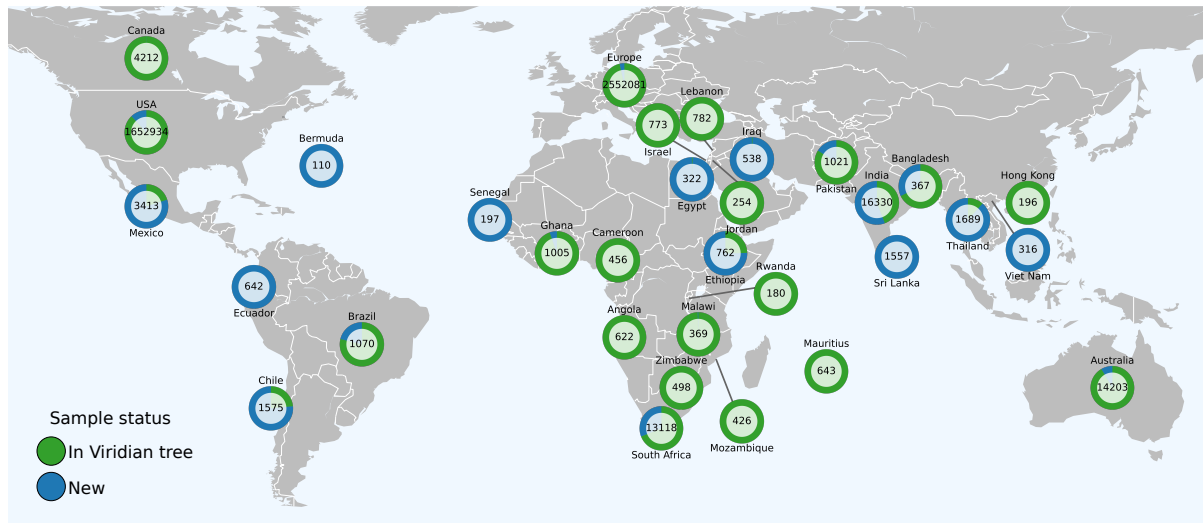 Canada
4212
USA
1652934
Bermuda
110
3413
Mexico
642
Ecuador
Brazil
1070
Chile
1575
Europe
2552081
Lebanon
782
773
Israel
Iraq
538
322
Egypt
254
Jordan
Senegal
197
Ghana
1005
Cameroon
456
762
Ethiopia
Rwanda
180
Angola
622
Malawi
369
Zimbabwe
498
Mauritius
643
426
Mozambique
13118
South Africa
1021
Pakistan
India
16330
Bangladesh
367
1689
Thailand
Hong Kong
196
316
Viet Nam
1557
Sri Lanka
Australia
14203
Sample status
In Viridian tree
New